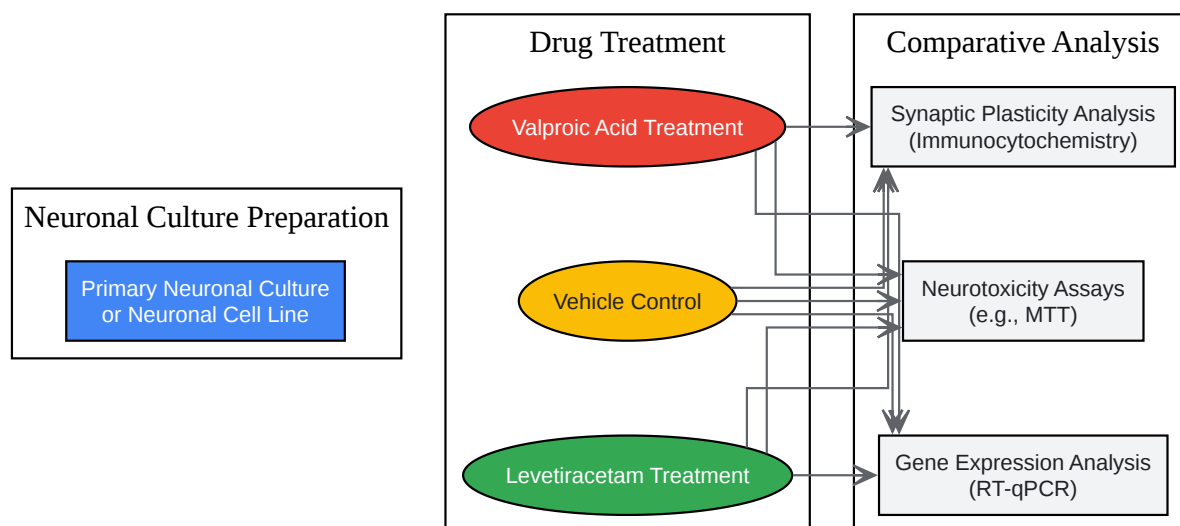 Neuronal Culture Preparation
Primary Neuronal Culture
or Neuronal Cell Line
Drug Treatment
Valproic Acid Treatment
Vehicle Control
Levetiracetam Treatment
Comparative Analysis
Synaptic Plasticity Analysis
(Immunocytochemistry)
Neurotoxicity Assays
(e.g., MTT)
Gene Expression Analysis
(RT-qPCR)